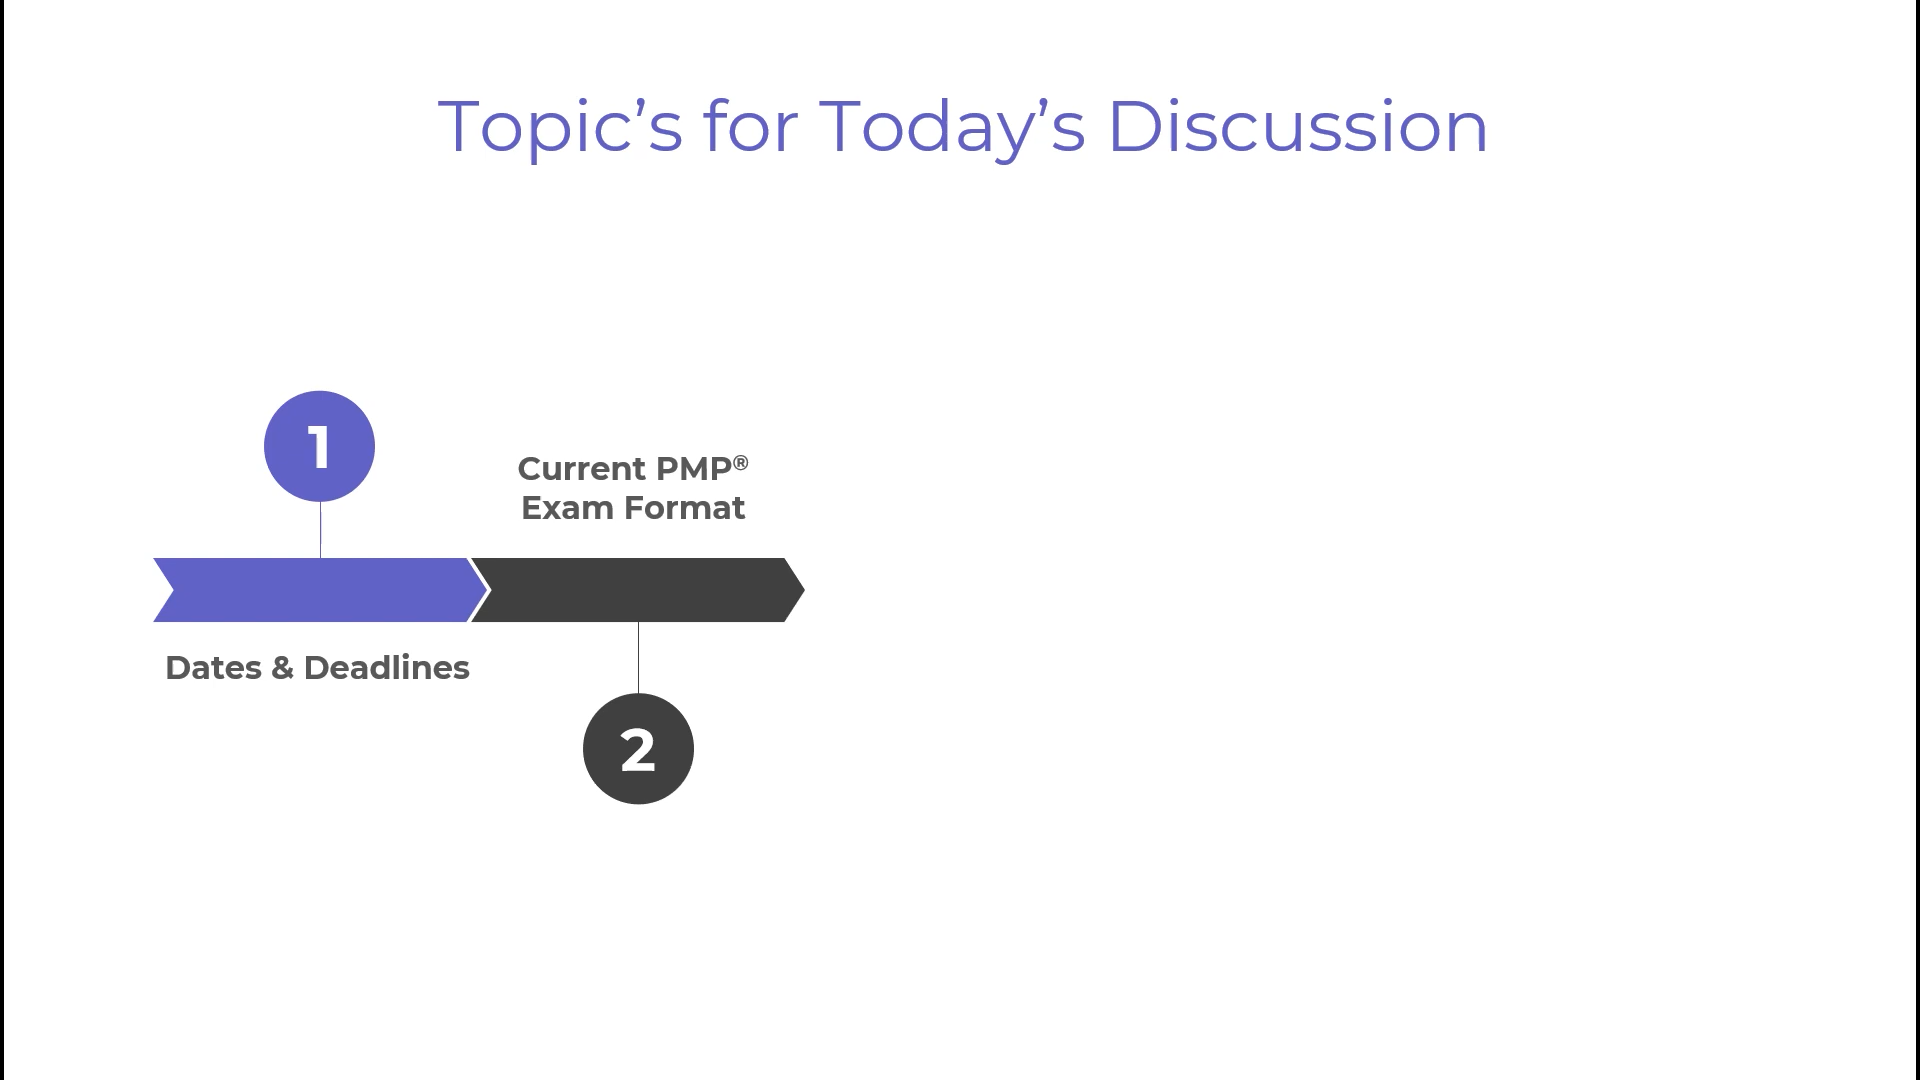 Topic’s for Today’s Discussion
1
Dates & Deadlines
Current PMP®
Exam Format
2